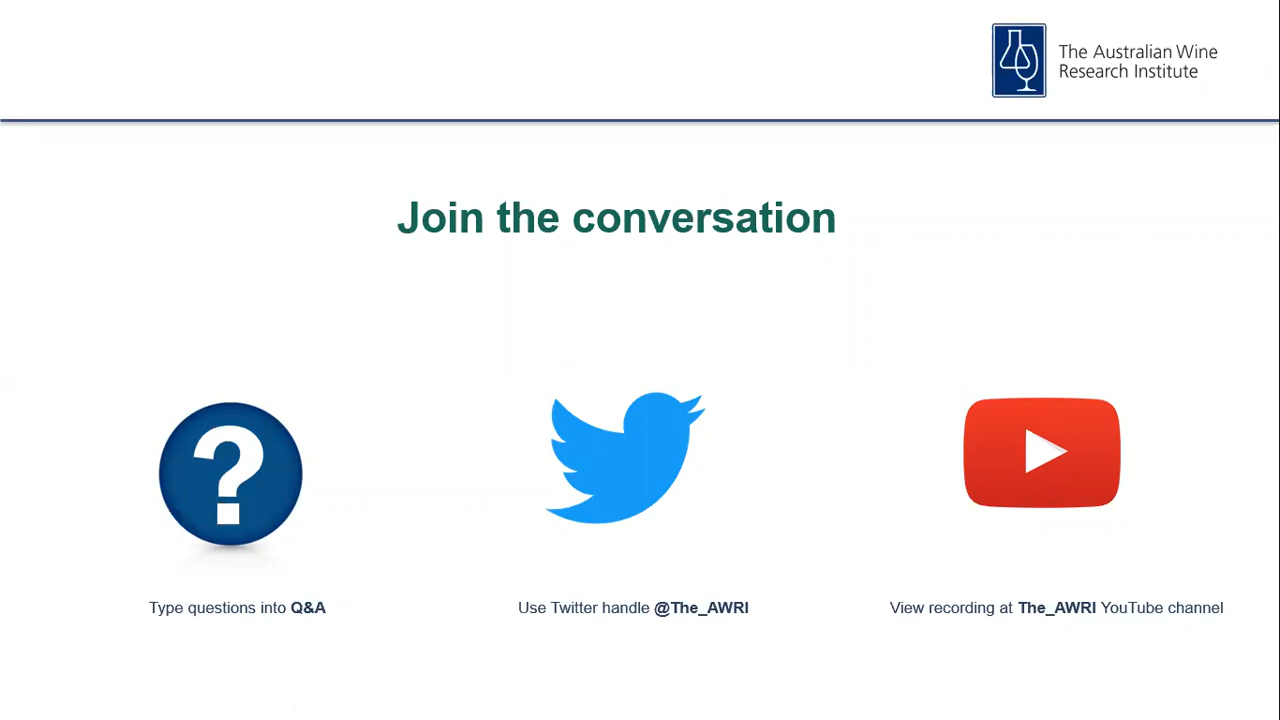 The Australian Wine
Research Institute
Join the conversation
?
Type questions into Q&A
Use Twitter handle @The_AWRI
View recording at The_AWRI YouTube channel